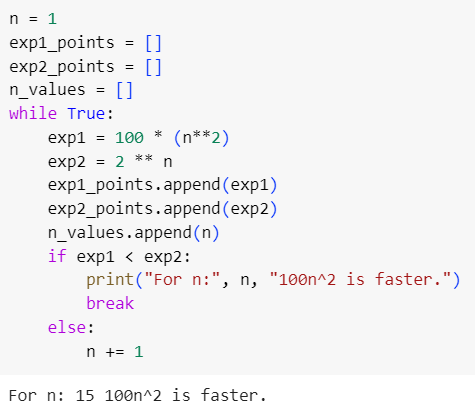 n = 1
exp1_points = []
exp2_points = []
n_values = []
while True:
    exp1 = 100 * (n**2)
    exp2 = 2 ** n
    exp1_points.append(exp1)
    exp2_points.append(exp2)
    n_values.append(n)
    if exp1 < exp2:
        print("For n:", n, "100n^2 is faster.")
        break
    else:
        n += 1
For n: 15 100n^2 is faster.